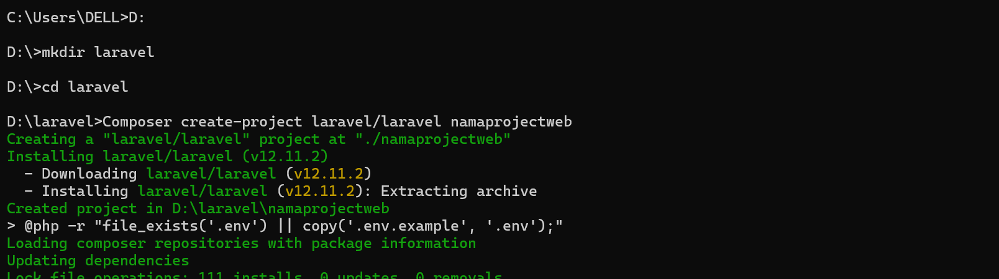 C:\Users\DELL>D:
D:\>mkdir laravel
D:\>cd laravel
D:\laravel>Composer create-project laravel/laravel namaprojectweb
Creating a "laravel/laravel" project at "./namaprojectweb"
Installing laravel/laravel (v12.11.2)
  - Downloading laravel/laravel (v12.11.2)
  - Installing laravel/laravel (v12.11.2): Extracting archive
Created project in D:\laravel\namaprojectweb
> @php -r "file_exists('.env') || copy('.env.example', '.env');"
Loading composer repositories with package information
Updating dependencies
Lock file operations: 111 installs, 0 updates, 0 removals